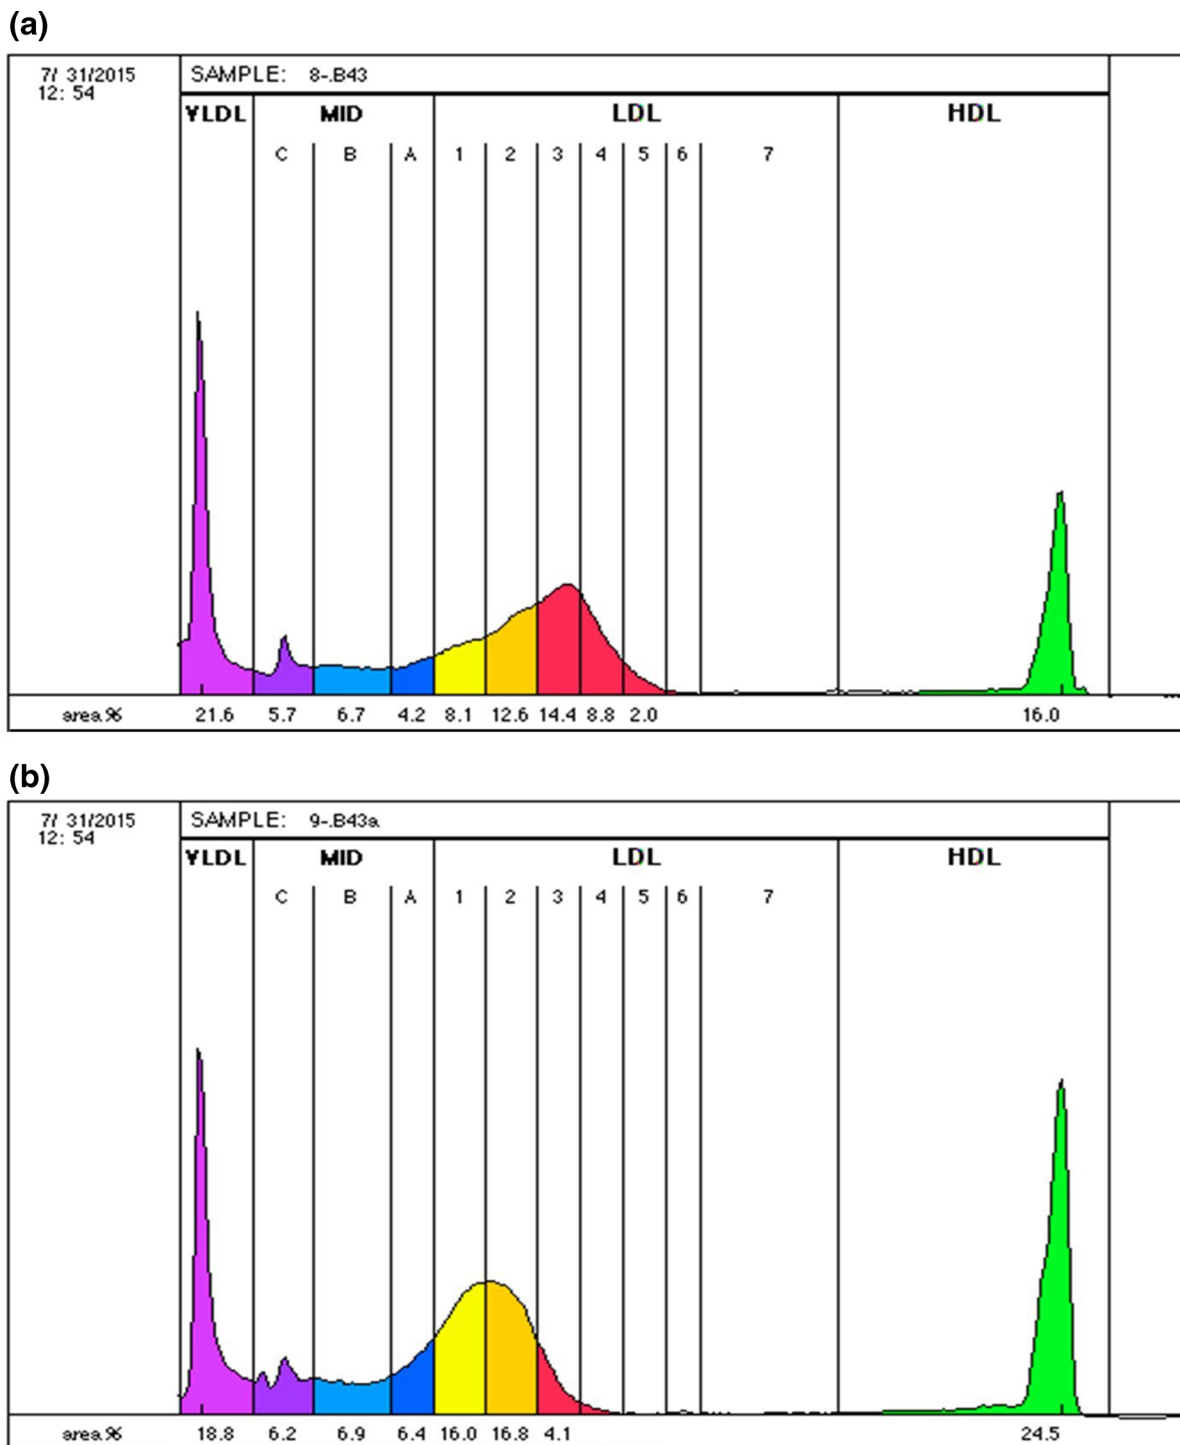 (a)
7/ 31/2015
12: 54
SAMPLE: 8-.B43
VLDL MID LDL HDL
C B A 1 2 3 4 5 6 7
area % 21.6 5.7 6.7 4.2 8.1 12.6 14.4 8.8 2.0 16.0
(b)
7/ 31/2015
12: 54
SAMPLE: 9-.B43a
VLDL MID LDL HDL
C B A 1 2 3 4 5 6 7
area % 18.8 6.2 6.9 6.4 16.0 16.8 4.1 24.5